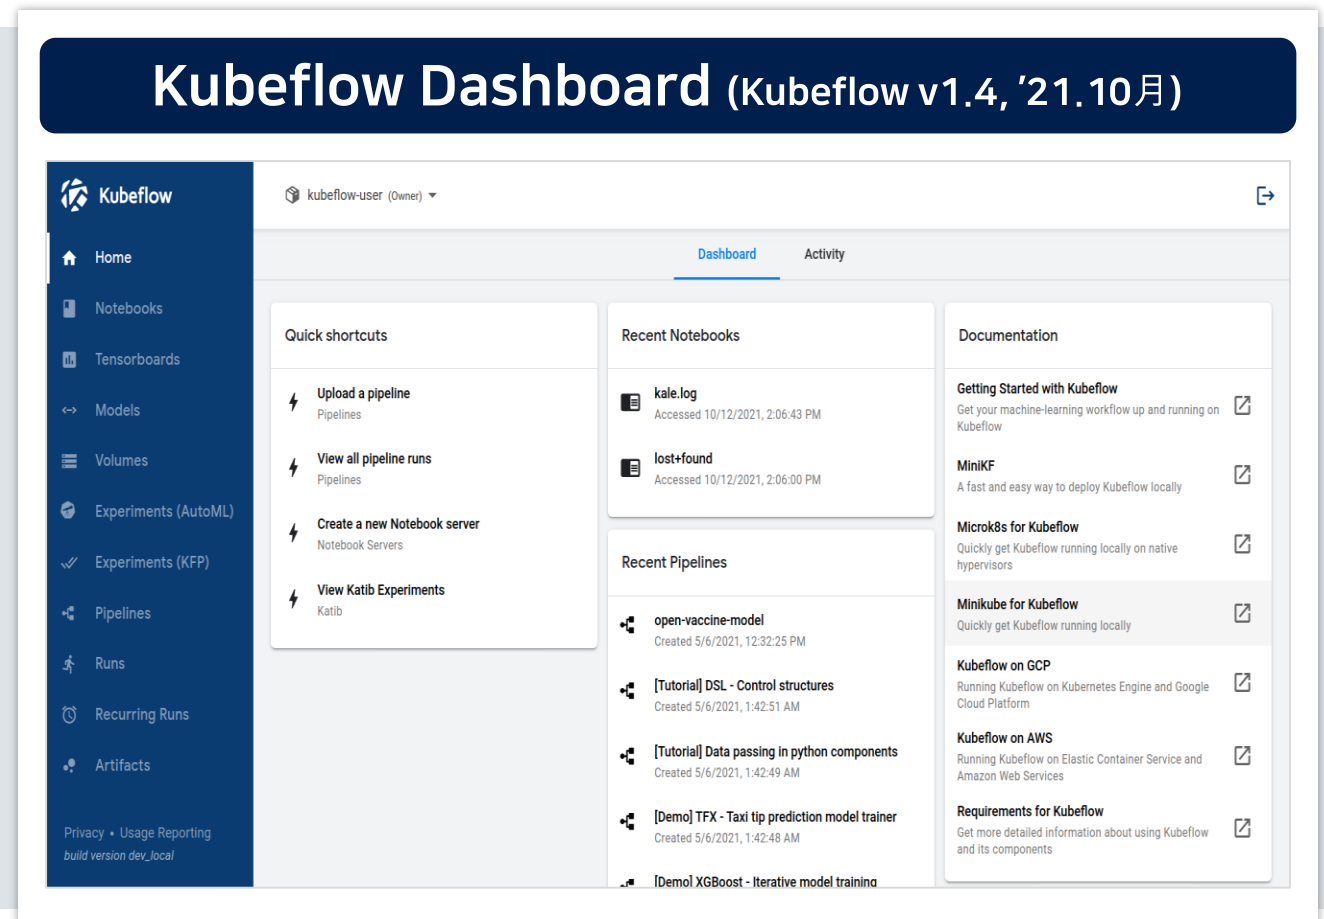 Kubeflow Dashboard (Kubeflow v1.4, ’21.10月)
Kubeflow
kubeflow-user (Owner)
Home
Notebooks
Tensorboards
Models
Volumes
Experiments (AutoML)
Experiments (KFP)
Pipelines
Runs
Recurring Runs
Artifacts
Privacy • Usage Reporting
build version dev_local
Dashboard
Activity
Quick shortcuts
Upload a pipeline
Pipelines
View all pipeline runs
Pipelines
Create a new Notebook server
Notebook Servers
View Katib Experiments
Katib
Recent Notebooks
kale.log
Accessed 10/12/2021, 2:06:43 PM
lost+found
Accessed 10/12/2021, 2:06:00 PM
Recent Pipelines
open-vaccine-model
Created 5/6/2021, 12:32:25 PM
[Tutorial] DSL - Control structures
Created 5/6/2021, 1:42:51 AM
[Tutorial] Data passing in python components
Created 5/6/2021, 1:42:49 AM
[Demo] TFX - Taxi tip prediction model trainer
Created 5/6/2021, 1:42:48 AM
[Demo] XGBoost - Iterative model training
Documentation
Getting Started with Kubeflow
Get your machine-learning workflow up and running on
Kubeflow
MiniKF
A fast and easy way to deploy Kubeflow locally
Microk8s for Kubeflow
Quickly get Kubeflow running locally on native
hypervisors
Minikube for Kubeflow
Quickly get Kubeflow running locally
Kubeflow on GCP
Running Kubeflow on Kubernetes Engine and Google
Cloud Platform
Kubeflow on AWS
Running Kubeflow on Elastic Container Service and
Amazon Web Services
Requirements for Kubeflow
Get more detailed information about using Kubeflow
and its components